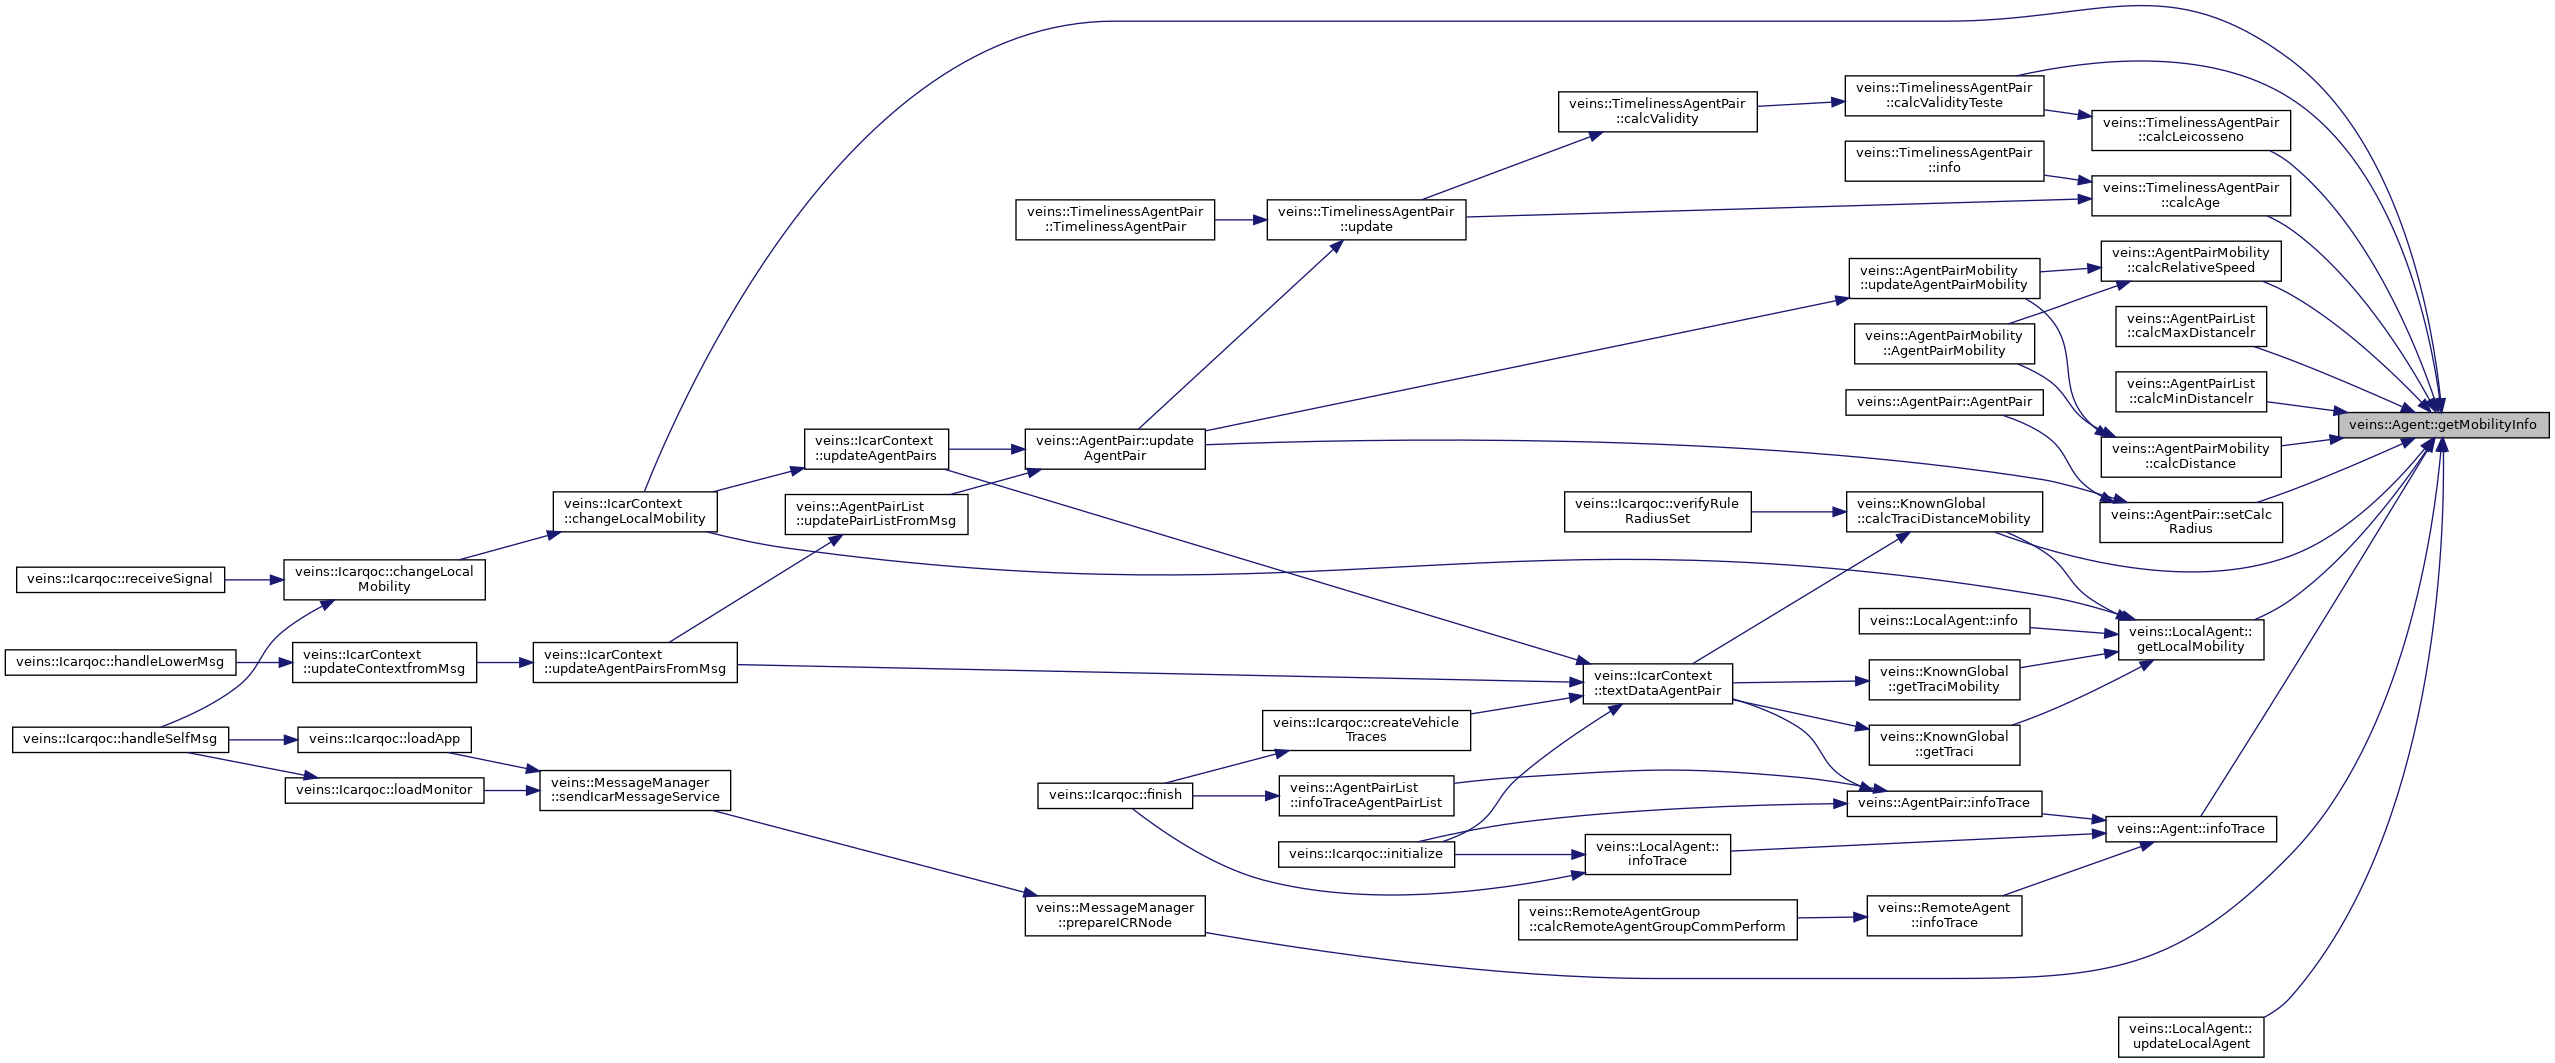 veins::TimelinessAgentPair
::calcValidityTeste
veins::TimelinessAgentPair
::calcValidity
veins::TimelinessAgentPair
::calcLeicosseno
veins::TimelinessAgentPair
::info
veins::TimelinessAgentPair
::calcAge
veins::TimelinessAgentPair
::TimelinessAgentPair
veins::TimelinessAgentPair
::update
veins::AgentPairMobility
::calcRelativeSpeed
veins::AgentPairMobility
::updateAgentPairMobility
veins::AgentPairList
::calcMaxDistanceIr
veins::AgentPairMobility
::AgentPairMobility
veins::AgentPairList
::calcMinDistanceIr
veins::AgentPair::AgentPair
veins::Agent::getMobilityInfo
veins::IcarContext
::updateAgentPairs
veins::AgentPair::update
AgentPair
veins::AgentPairMobility
::calcDistance
veins::IcarContext
::changeLocalMobility
veins::AgentPairList
::updatePairListFromMsg
veins::Icarqoc::verifyRule
RadiusSet
veins::KnownGlobal
::calcTraciDistanceMobility
veins::AgentPair::setCalc
Radius
veins::Icarqoc::receiveSignal
veins::Icarqoc::changeLocal
Mobility
veins::LocalAgent::info
veins::LocalAgent::
getLocalMobility
veins::Icarqoc::handleLowerMsg
veins::IcarContext
::updateContextfromMsg
veins::IcarContext
::updateAgentPairsFromMsg
veins::IcarContext
::textDataAgentPair
veins::KnownGlobal
::getTraciMobility
veins::Icarqoc::createVehicle
Traces
veins::KnownGlobal
::getTraci
veins::Icarqoc::handleSelfMsg
veins::Icarqoc::loadApp
veins::Icarqoc::loadMonitor
veins::MessageManager
::sendIcarMessageService
veins::Icarqoc::finish
veins::AgentPairList
::infoTraceAgentPairList
veins::AgentPair::infoTrace
veins::Agent::infoTrace
veins::Icarqoc::initialize
veins::LocalAgent::
infoTrace
veins::MessageManager
::prepareICRNode
veins::RemoteAgentGroup
::calcRemoteAgentGroupCommPerform
veins::RemoteAgent
::infoTrace
veins::LocalAgent::
updateLocalAgent